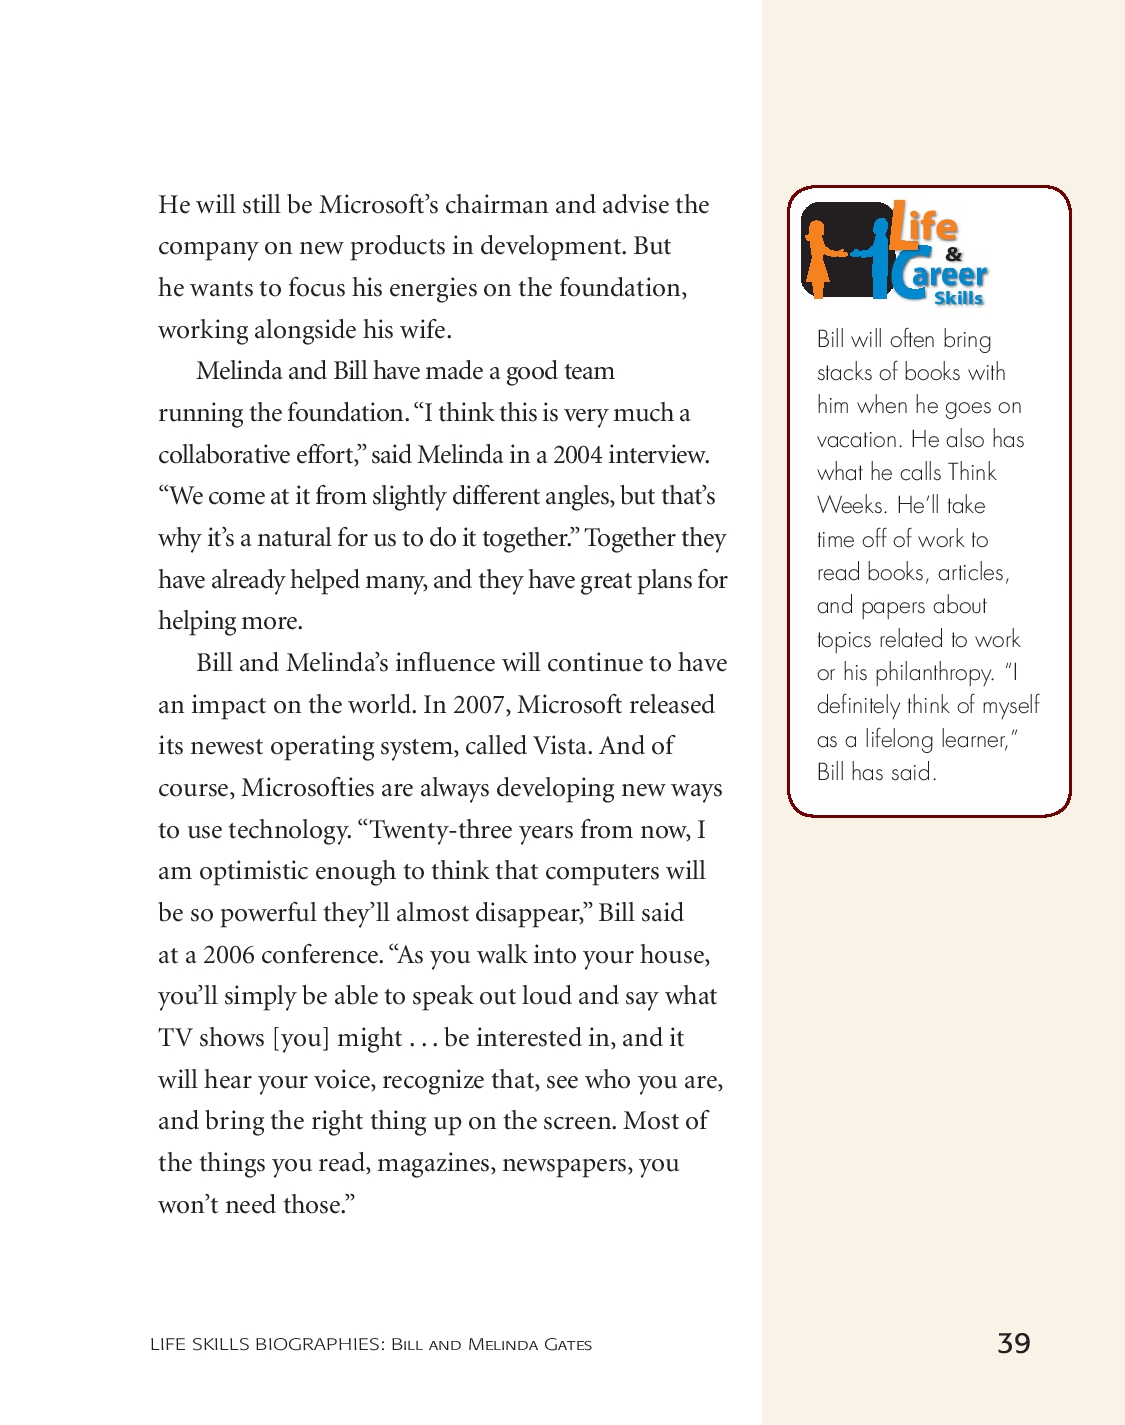 He will still be Microsoft’s chairman and advise the
company on new products in development. But
he wants to focus his energies on the foundation,
working alongside his wife.
Melinda and Bill have made a good team
running the foundation. “I think this is very much a
collaborative effort,” said Melinda in a 2004 interview.
“We come at it from slightly different angles, but that’s
why it’s a natural for us to do it together.” Together they
have already helped many, and they have great plans for
helping more.
Bill and Melinda’s influence will continue to have
an impact on the world. In 2007, Microsoft released
its newest operating system, called Vista. And of
course, Microsofties are always developing new ways
to use technology. “Twenty-three years from now, I
am optimistic enough to think that computers will
be so powerful they’ll almost disappear,” Bill said
at a 2006 conference. “As you walk into your house,
you’ll simply be able to speak out loud and say what
TV shows [you] might . . . be interested in, and it
will hear your voice, recognize that, see who you are,
and bring the right thing up on the screen. Most of
the things you read, magazines, newspapers, you
won’t need those.”
Life
&
Career
Skills
Bill will often bring
stacks of books with
him when he goes on
vacation. He also has
what he calls Think
Weeks. He’ll take
time off of work to
read books, articles,
and papers about
topics related to work
or his philanthropy. “I
definitely think of myself
as a lifelong learner,”
Bill has said.
LIFE SKILLS BIOGRAPHIES: Bill and Melinda Gates
39